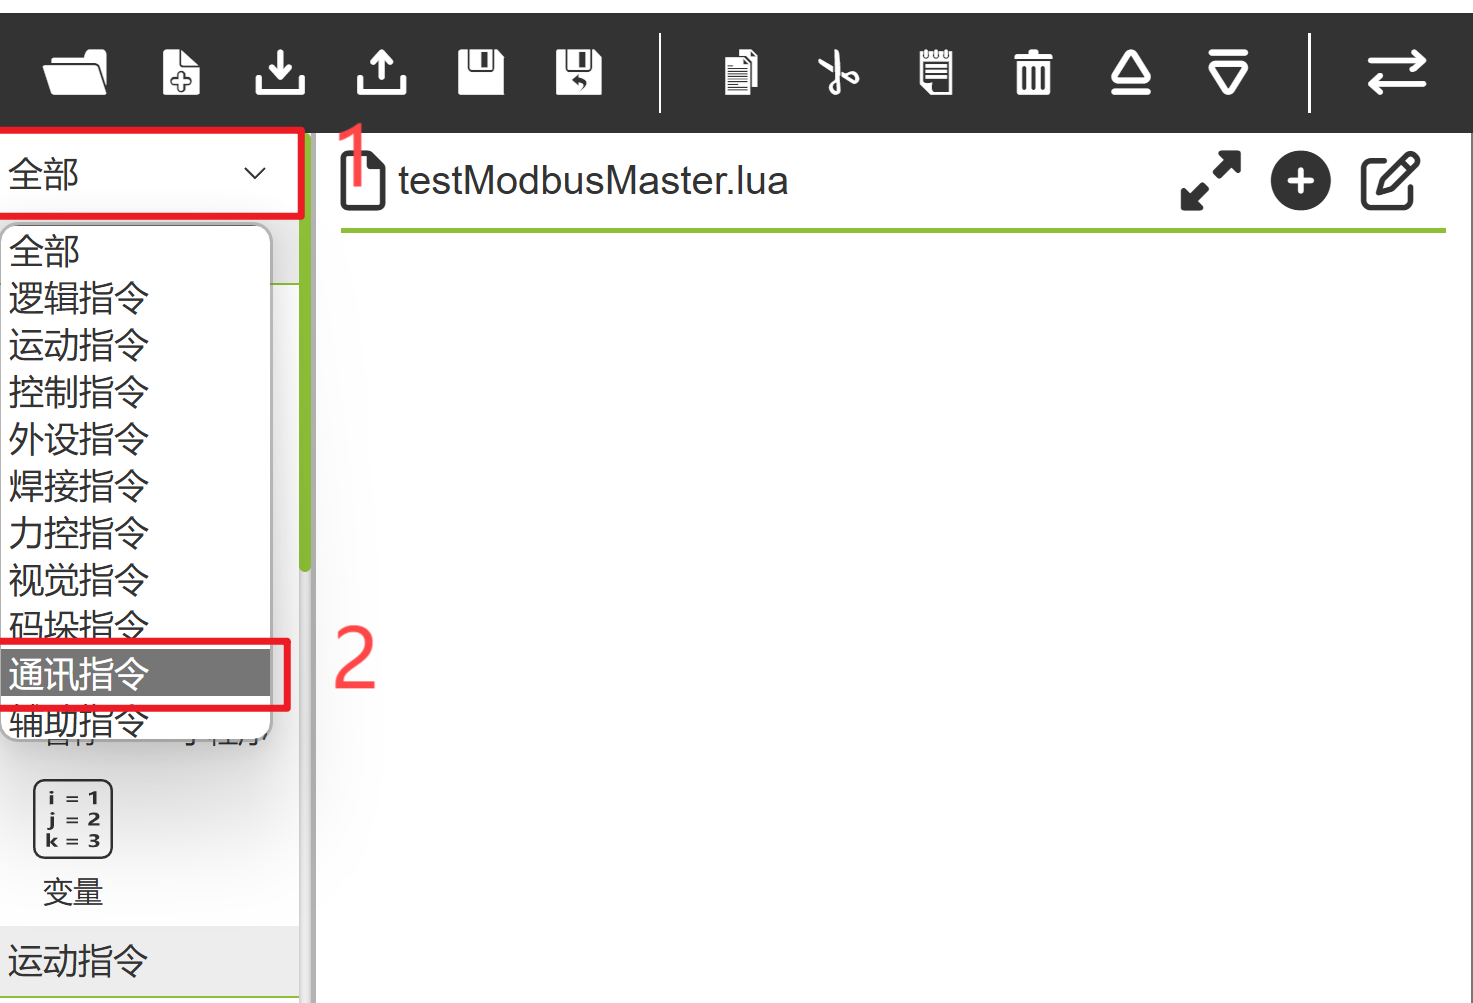 全部
1
testModbusMaster.lua
全部
逻辑指令
运动指令
控制指令
外设指令
焊接指令
力控指令
视觉指令
码垛指令
通讯指令
2
辅助指令
i = 1
j = 2
k = 3
变量
运动指令